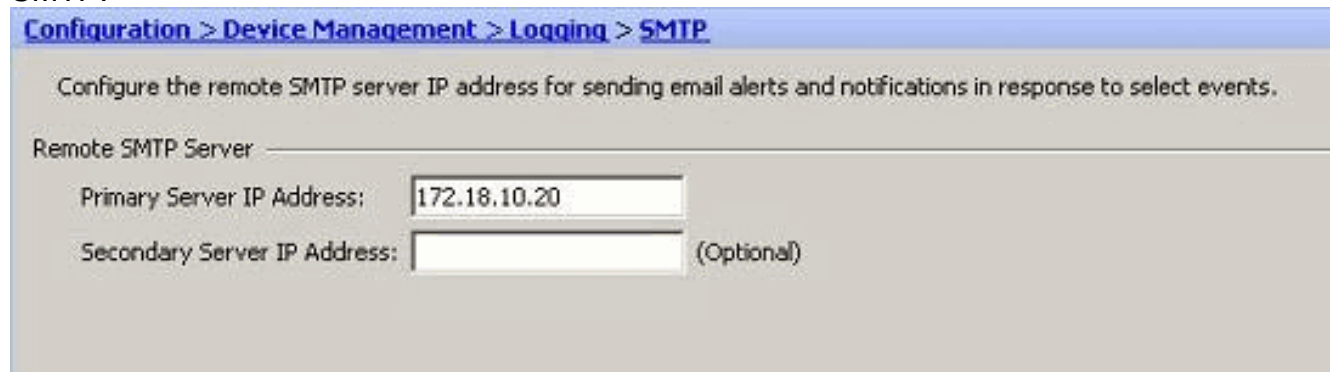 Configuration > Device Management > Logging > SMTP
Configure the remote SMTP server IP address for sending email alerts and notifications in response to select events.
Remote SMTP Server
Primary Server IP Address: 172.18.10.20
Secondary Server IP Address: (Optional)